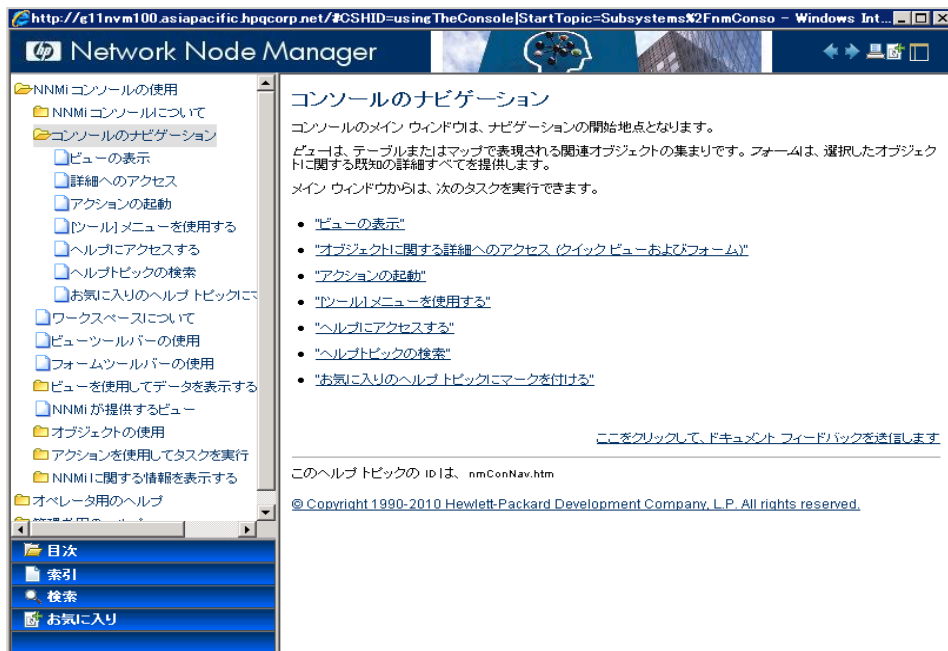 http://g11nvm100.asiapacific.hpqcorp.net/#CSHID=usingTheConsole|StartTopic=Subsystems%2FnmConso - Windows Int...
hp Network Node Manager
NNMi コンソールの使用
NNMi コンソールについて
コンソールのナビゲーション
ビューの表示
詳細へのアクセス
アクションの起動
[ツール] メニューを使用する
ヘルプにアクセスする
ヘルプトピックの検索
お気に入りのヘルプ トピックに
ワークスペースについて
ビューツールバーの使用
フォームツールバーの使用
ビューを使用してデータを表示する
NNMi が提供するビュー
オブジェクトの使用
アクションを使用してタスクを実行
NNMi に関する情報を表示する
オペレータ用のヘルプ
目次
索引
検索
お気に入り
コンソールのナビゲーション
コンソールのメイン ウィンドウは、ナビゲーションの開始地点となります。
ビューは、テーブルまたはマップで表現される関連オブジェクトの集まりです。フォームは、選択したオブジェク
トに関する既知の詳細すべてを提供します。
メイン ウィンドウからは、次のタスクを実行できます。
• "ビューの表示"
• "オブジェクトに関する詳細へのアクセス (クイック ビューおよびフォーム)"
• "アクションの起動"
• "[ツール] メニューを使用する"
• "ヘルプにアクセスする"
• "ヘルプトピックの検索"
• "お気に入りのヘルプ トピックにマークを付ける"
ここをクリックして、ドキュメント フィードバックを送信します
このヘルプ トピックの ID は、 nmConNav.htm
© Copyright 1990-2010 Hewlett-Packard Development Company, L.P. All rights reserved.